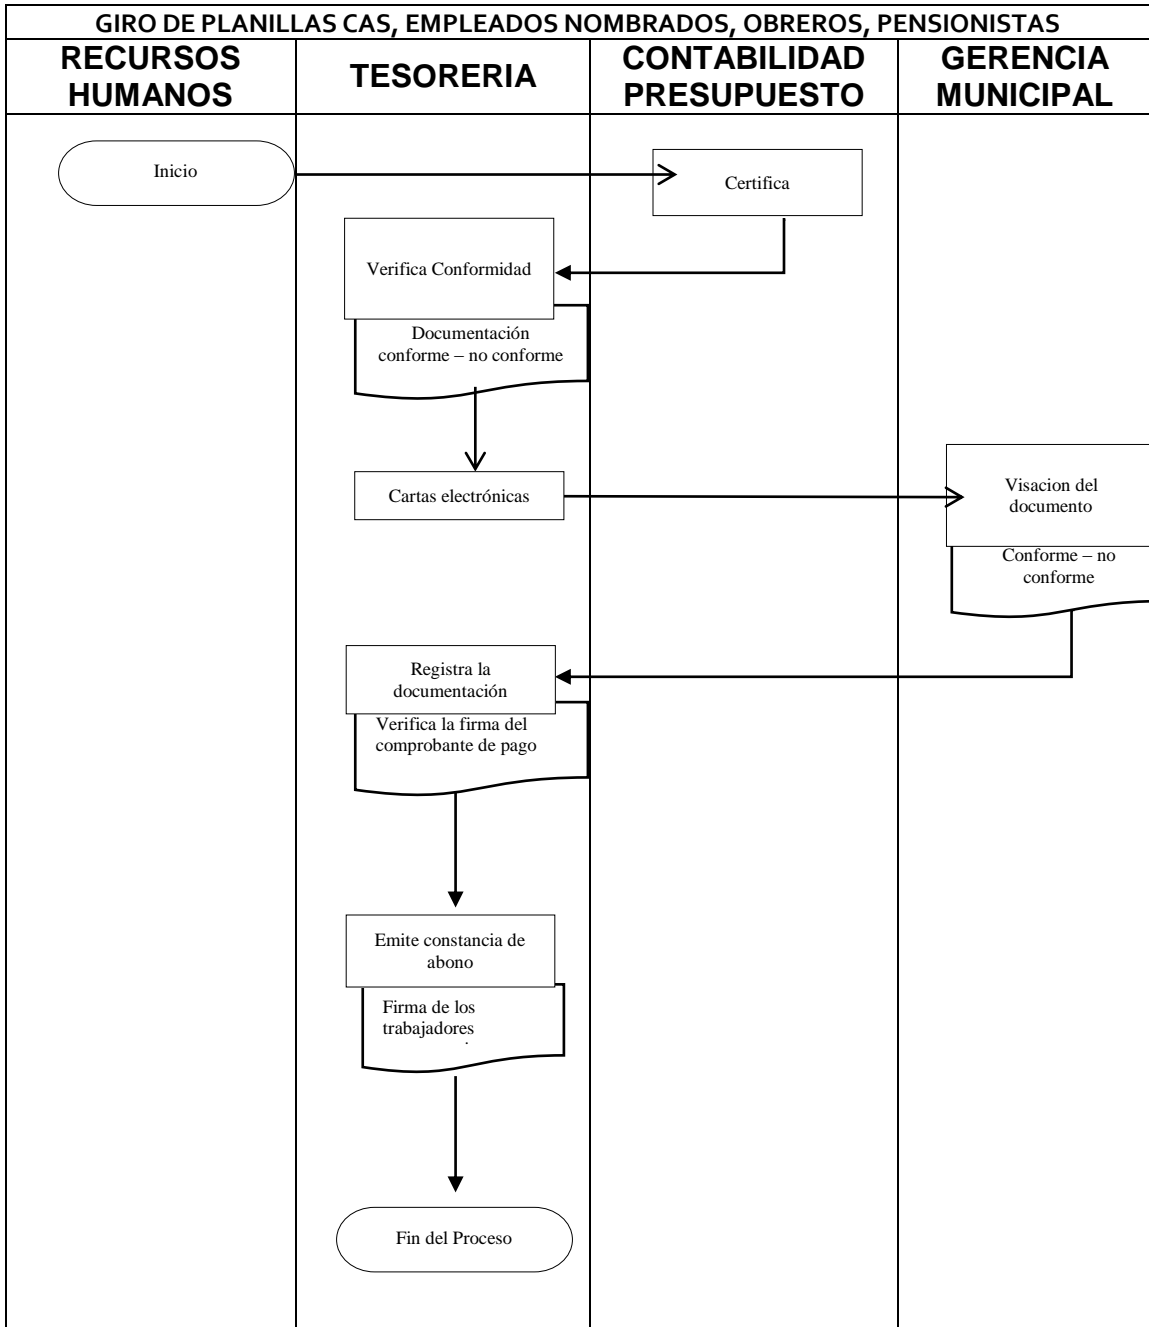 GIRO DE PLANILLAS CAS, EMPLEADOS NOMBRADOS, OBREROS, PENSIONISTAS
RECURSOS
HUMANOS
TESORERIA
CONTABILIDAD
PRESUPUESTO
GERENCIA
MUNICIPAL
Inicio
Certifica
Verifica Conformidad
Documentación
conforme – no conforme
Cartas electrónicas
Visacion del
documento
Conforme – no
conforme
Registra la
documentación
Verifica la firma del
comprobante de pago
Emite constancia de
abono
Firma de los
trabajadores
Fin del Proceso